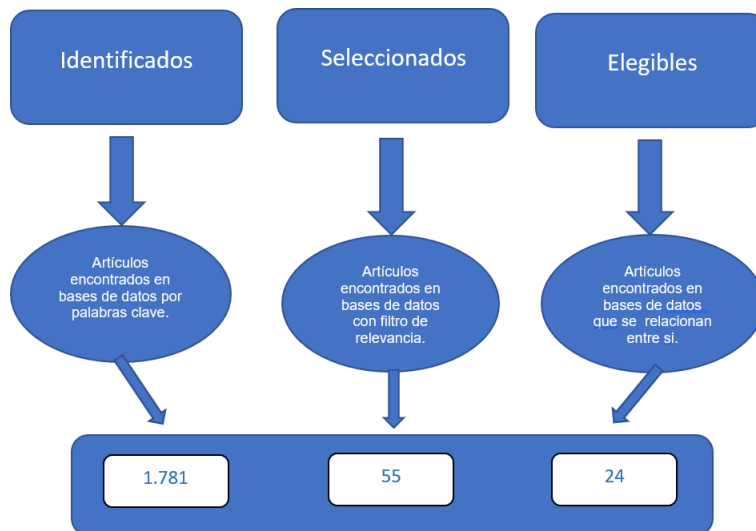 Identificados
Seleccionados
Elegibles
Artículos
encontrados en
bases de datos por
palabras clave.
Artículos
encontrados en
bases de datos
con filtro de
relevancia.
Artículos
encontrados en
bases de datos
que se relacionan
entre si.
1.781
55
24